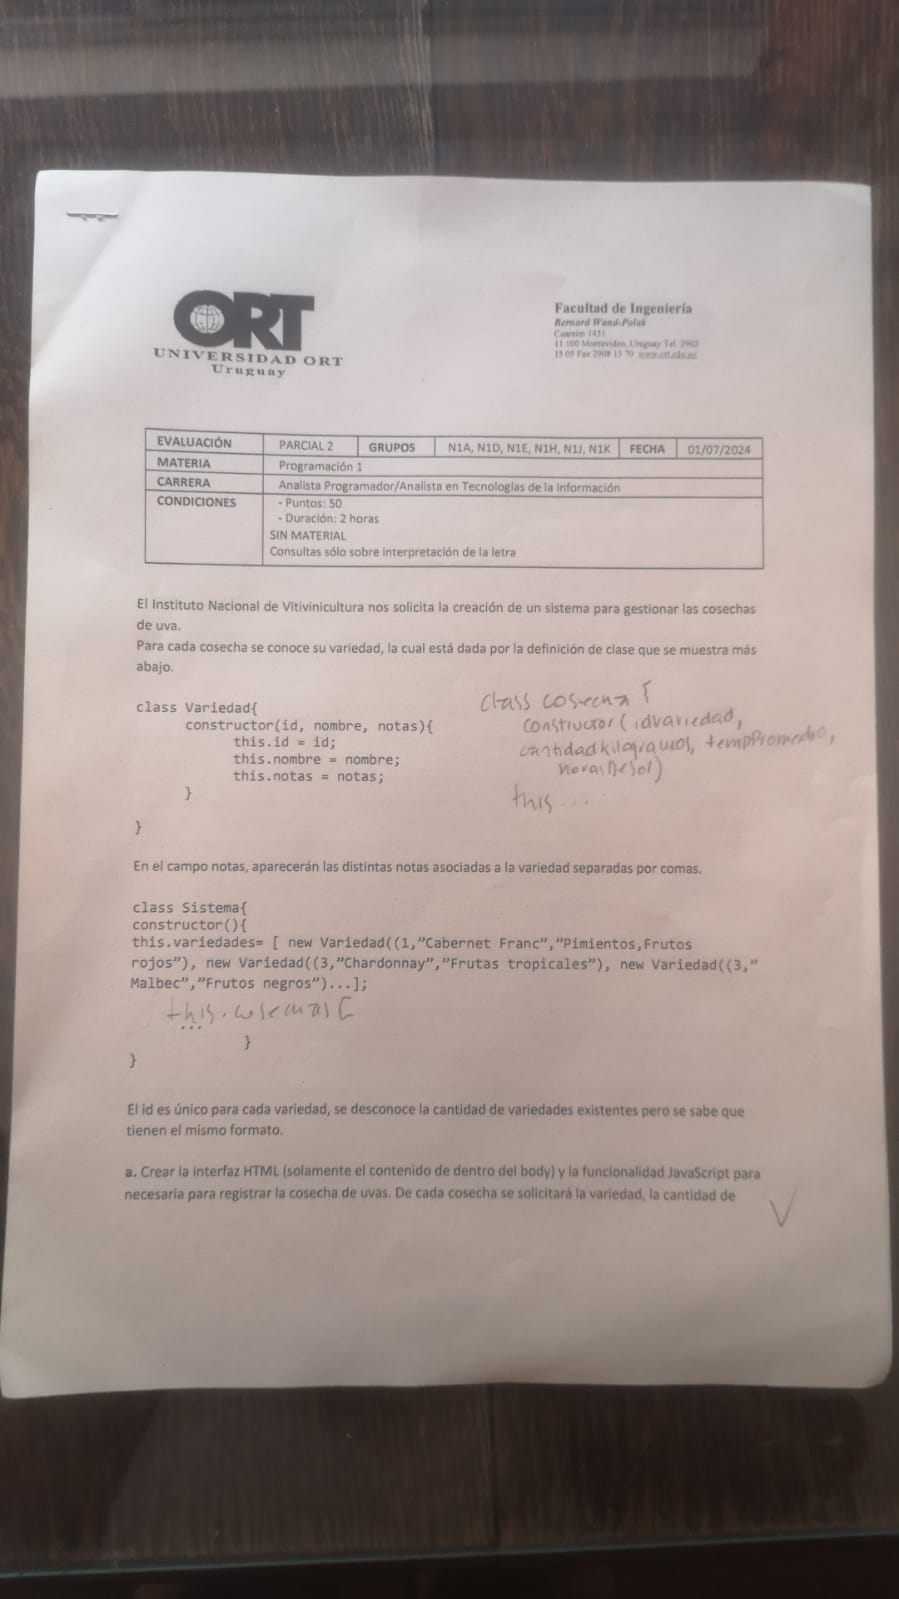 ORT
UNIVERSIDAD ORT
Uruguay
Facultad de Ingeniería
Bernard Wand-Polak
Cuareim 1451
11.100 Montevideo, Uruguay Tel. 2902
15 05 Fax 2908 13 70 www.ort.edu.uy
EVALUACIÓN PARCIAL 2 GRUPOS N1A, N1D, N1E, N1H, N1J, N1K FECHA 01/07/2024
MATERIA Programación 1
CARRERA Analista Programador/Analista en Tecnologías de la Información
CONDICIONES - Puntos: 50
- Duración: 2 horas
SIN MATERIAL
Consultas sólo sobre interpretación de la letra
El Instituto Nacional de Vitivinicultura nos solicita la creación de un sistema para gestionar las cosechas
de uva.
Para cada cosecha se conoce su variedad, la cual está dada por la definición de clase que se muestra más
abajo.
class Variedad{
constructor(id, nombre, notas){
this.id = id;
this.nombre = nombre;
this.notas = notas;
}
}
class cosecha {
constructor(idvariedad,
cantidadkilogramos, tempPromedio,
horasDeSol)
this...
En el campo notas, aparecerán las distintas notas asociadas a la variedad separadas por comas.
class Sistema{
constructor(){
this.variedades= [ new Variedad((1,”Cabernet Franc”,”Pimientos,Frutos
rojos”), new Variedad((3,”Chardonnay”,”Frutas tropicales”), new Variedad((3,”
Malbec”,”Frutos negros”)...];
this.cosechas [
...
}
}
El id es único para cada variedad, se desconoce la cantidad de variedades existentes pero se sabe que
tienen el mismo formato.
a. Crear la interfaz HTML (solamente el contenido de dentro del body) y la funcionalidad JavaScript para
necesaria para registrar la cosecha de uvas. De cada cosecha se solicitará la variedad, la cantidad de